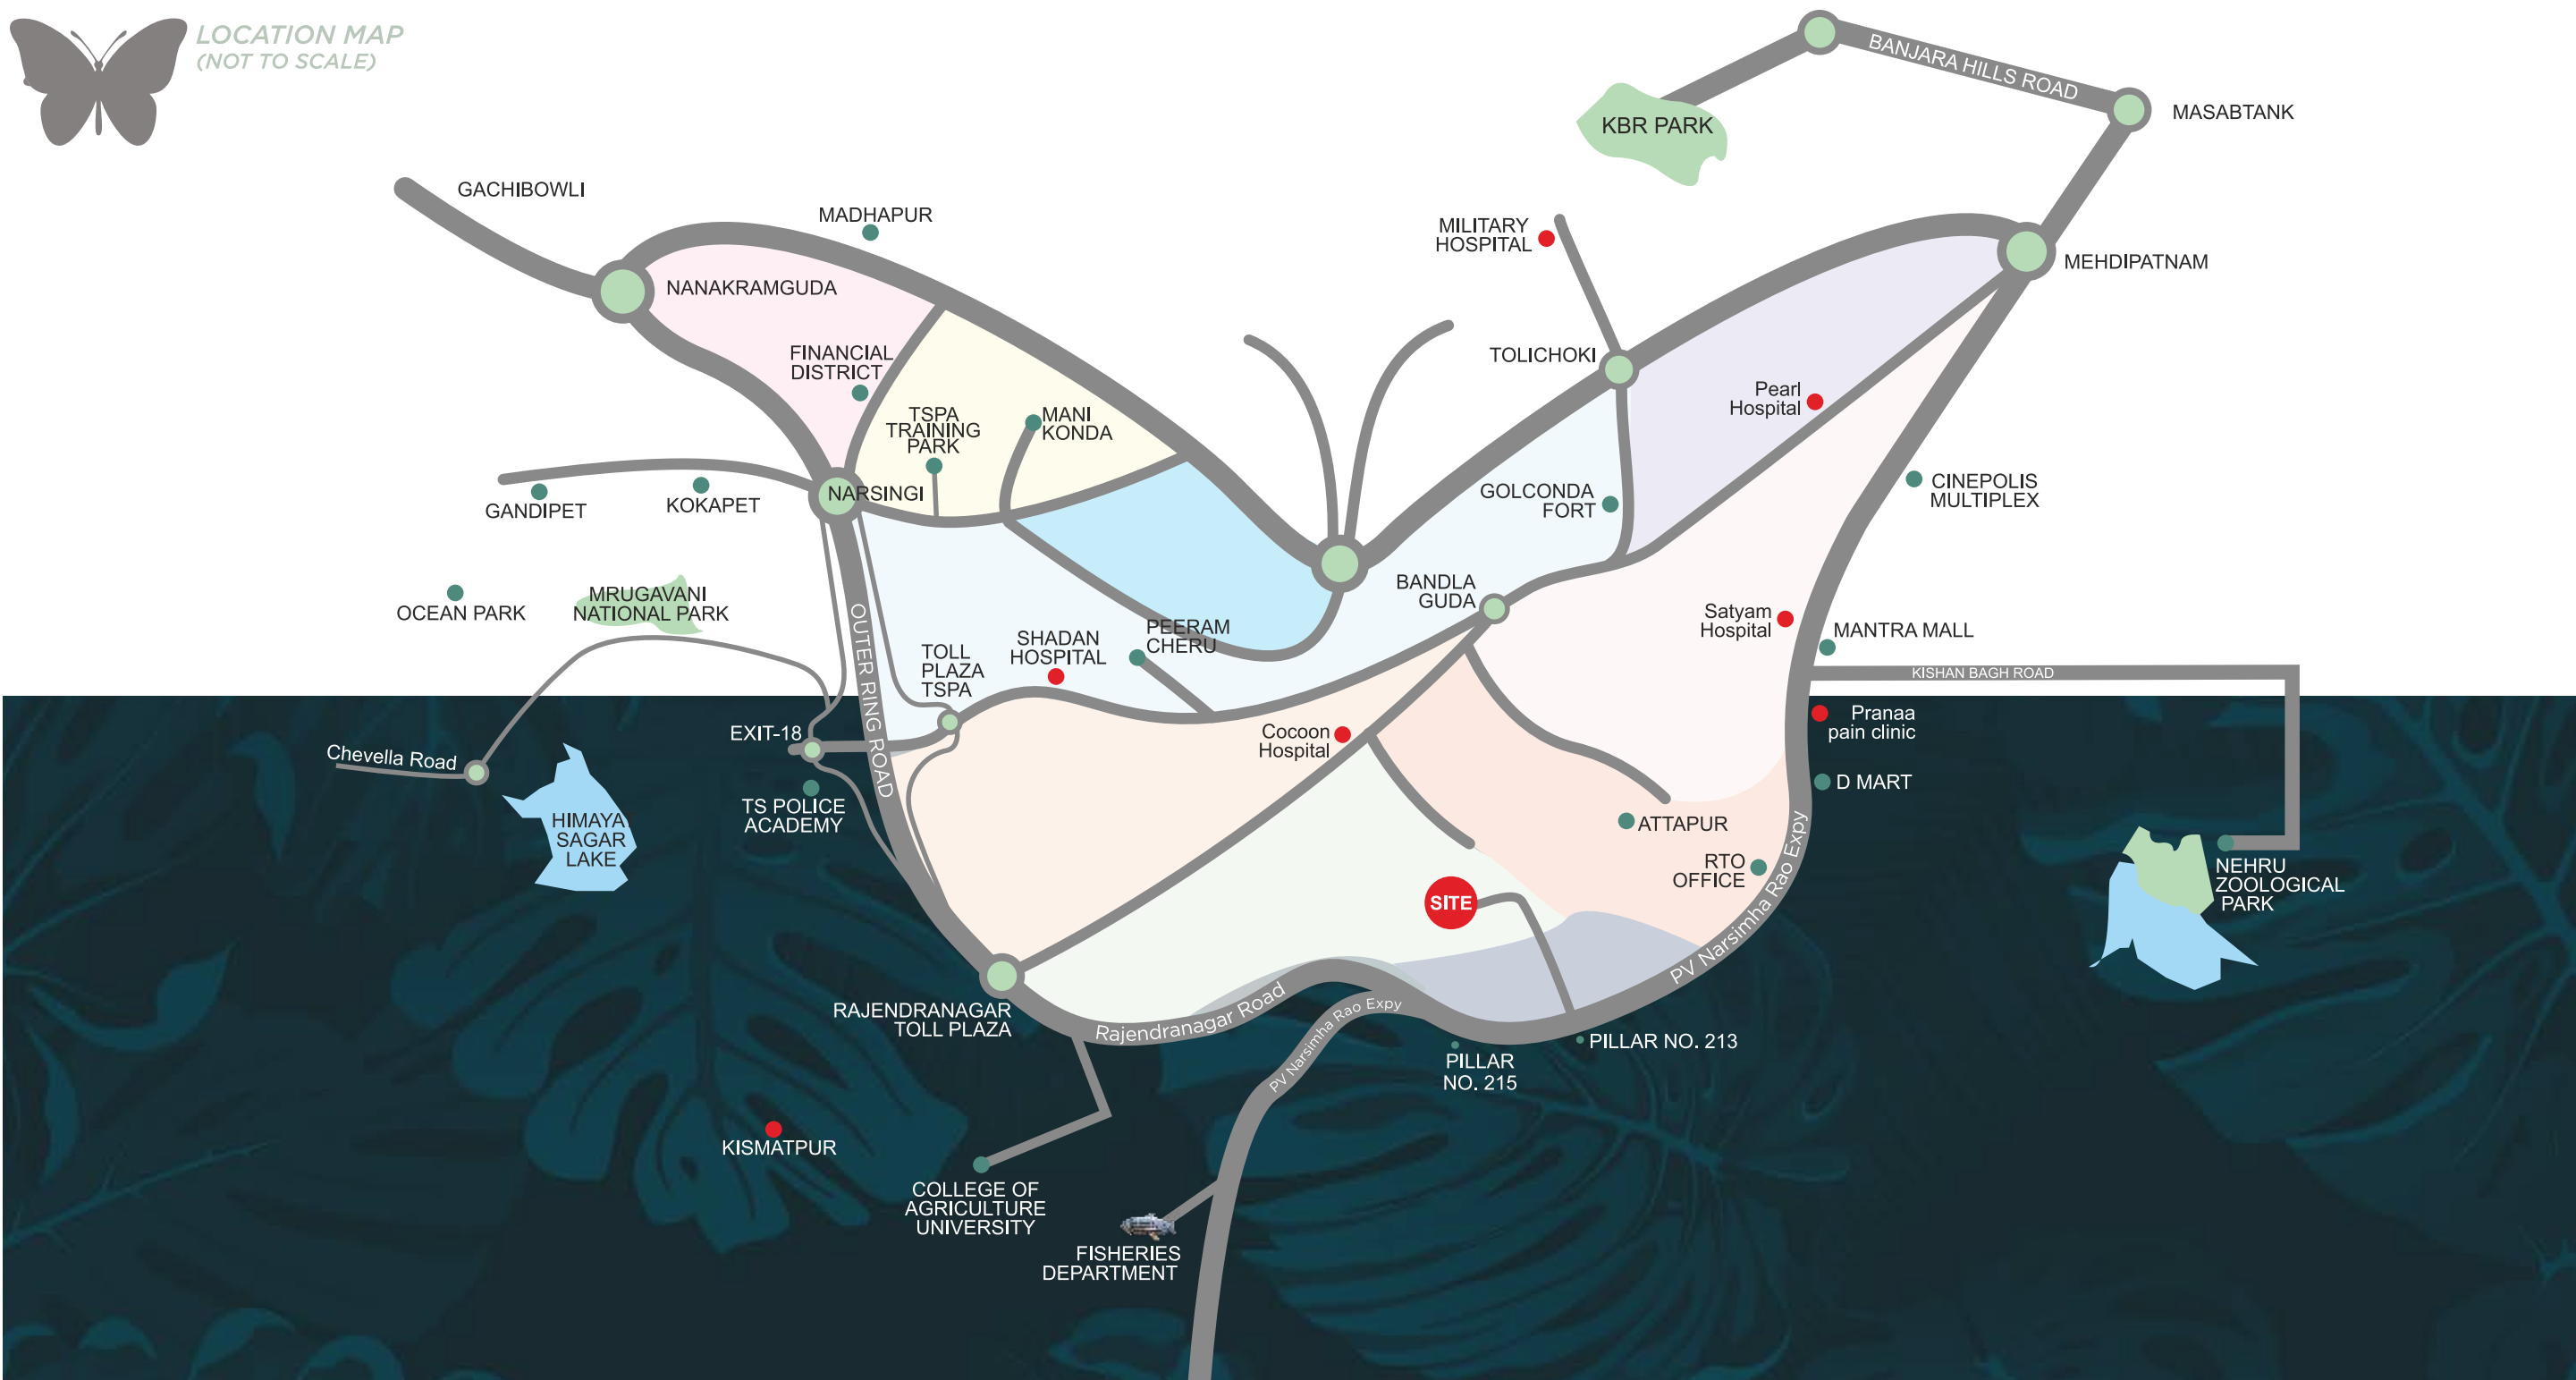 LOCATION MAP
(NOT TO SCALE)
BANJARA HILLS ROAD
MASABTANK
KBR PARK
GACHIBOWLI
MADHAPUR
MILITARY
HOSPITAL
MEHDIPATNAM
NANAKRAMGUDA
FINANCIAL
DISTRICT
TOLICHOKI
Pearl
Hospital
TSPA
TRAINING
PARK
MANI
KONDA
CINEPOLIS
MULTIPLEX
GANDIPET
KOKAPET
NARSINGI
GOLCONDA
FORT
OCEAN PARK
MRUGAVANI
NATIONAL PARK
BANDLA
GUDA
OUTER RING ROAD
TOLL
PLAZA
TSPA
SHADAN
HOSPITAL
PEERAM
CHERU
Satyam
Hospital
MANTRA MALL
KISHAN BAGH ROAD
Chevella Road
EXIT-18
Cocoon
Hospital
Pranaa
pain clinic
D MART
HIMAYA
SAGAR
LAKE
TS POLICE
ACADEMY
ATTAPUR
RTO
OFFICE
PV Narsimha Rao Expy
NEHRU
ZOOLOGICAL
PARK
SITE
RAJENDRANAGAR
TOLL PLAZA
Rajendranagar Road
PV Narsimha Rao Expy
PILLAR
NO. 215
PILLAR NO. 213
KISMATPUR
COLLEGE OF
AGRICULTURE
UNIVERSITY
FISHERIES
DEPARTMENT